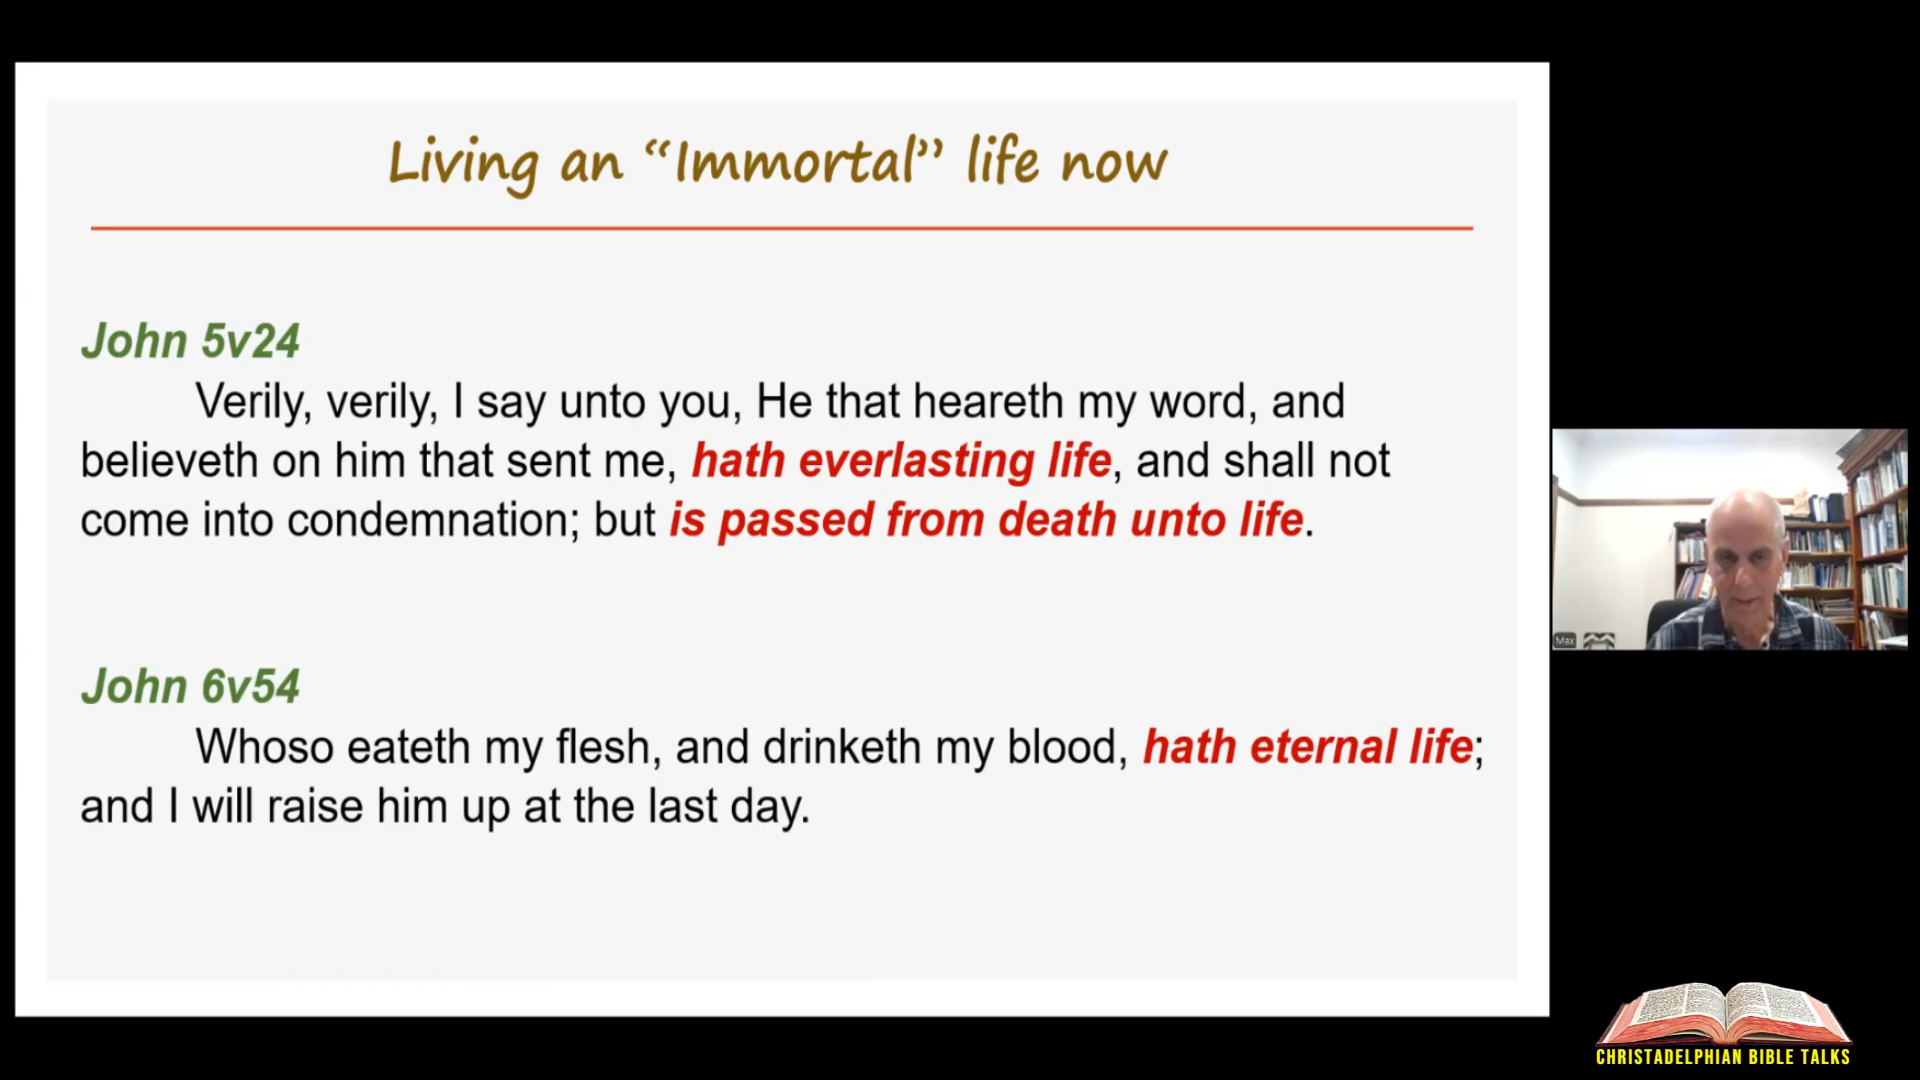 Living an “Immortal” life now
John 5v24
Verily, verily, I say unto you, He that heareth my word, and
believeth on him that sent me, hath everlasting life, and shall not
come into condemnation; but is passed from death unto life.
John 6v54
Whoso eateth my flesh, and drinketh my blood, hath eternal life;
and I will raise him up at the last day.
Max
CHRISTADELPHIAN BIBLE TALKS